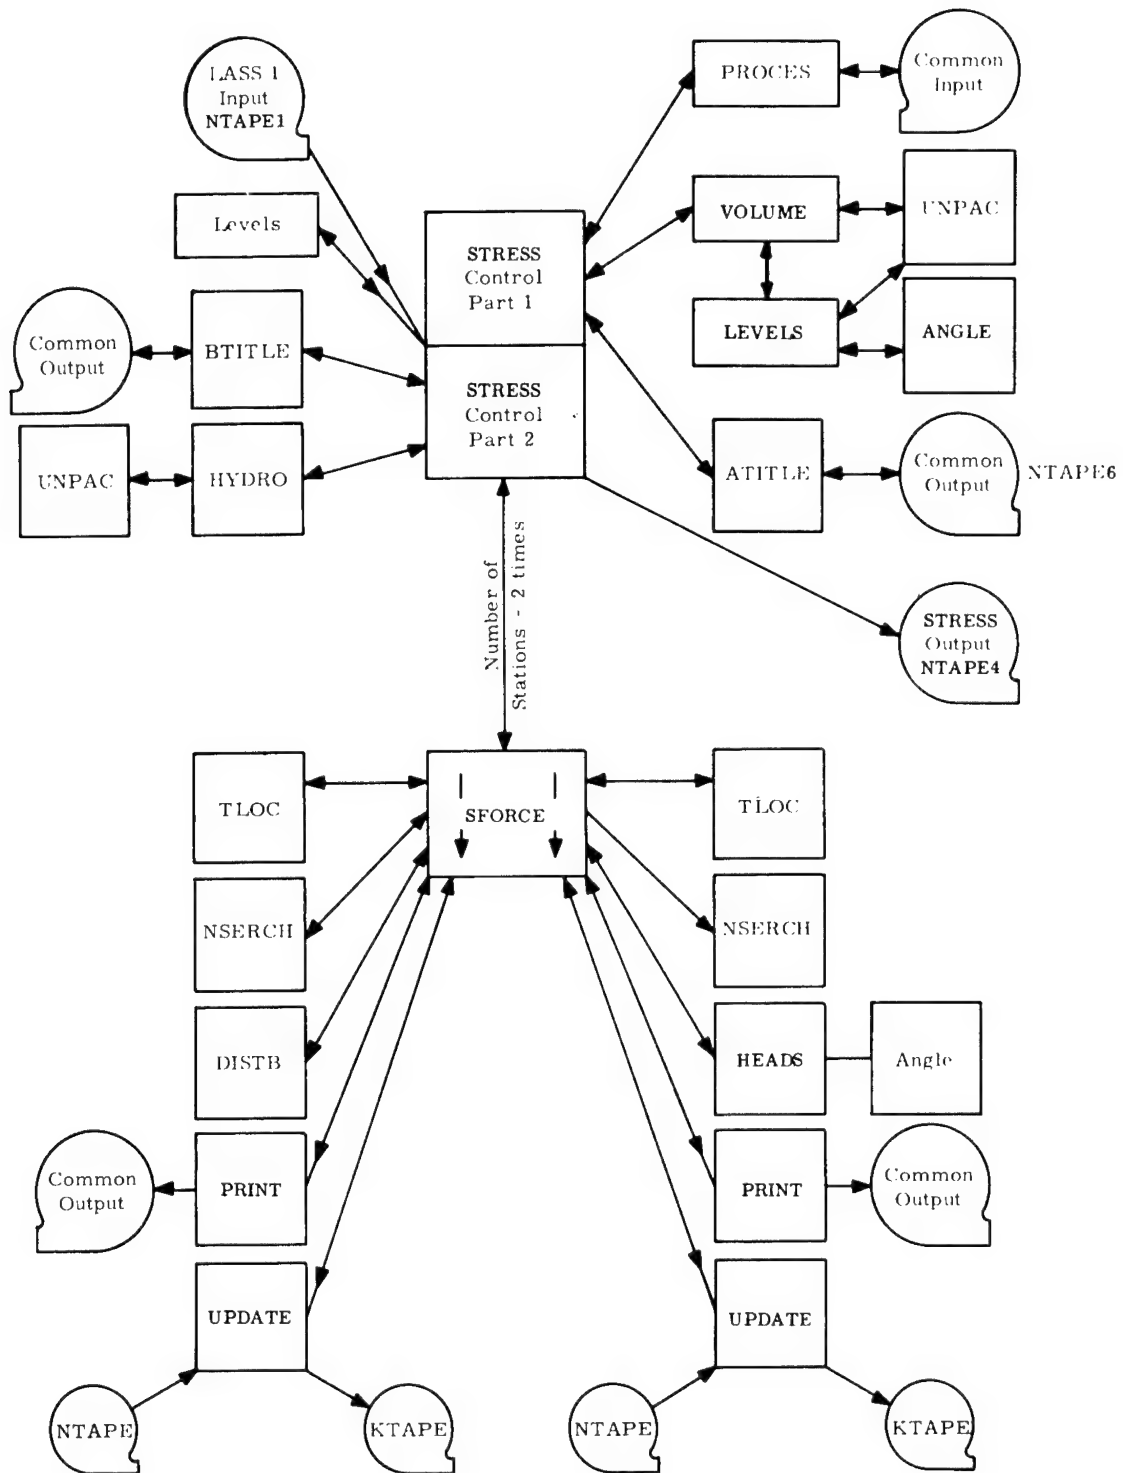 LASS 1
Input
NTAPE1
Levels
Common
Output
BTITLE
UNPAC
HYDRO
STRESS
Control
Part 1
STRESS
Control
Part 2
PROCES
Common
Input
VOLUME
UNPAC
LEVELS
ANGLE
ATITLE
Common
Output
NTAPE6
STRESS
Output
NTAPE4
Number of
Stations - 2 times
SFORCE
TLOC
NSERCH
DISTB
PRINT
Common
Output
UPDATE
NTAPE
KTAPE
TLOC
NSERCH
HEADS
Angle
PRINT
Common
Output
UPDATE
NTAPE
KTAPE